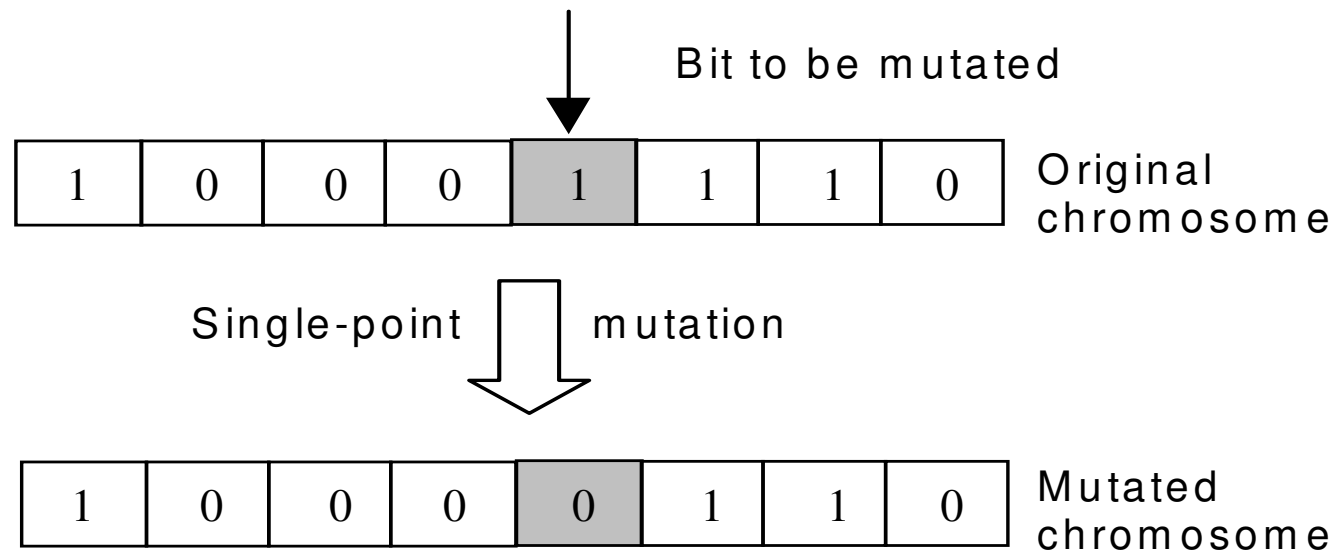 Bit to be mutated
1 0 0 0 1 1 1 0
Original
chromosome
Single-point mutation
1 0 0 0 0 1 1 0
Mutated
chromosome